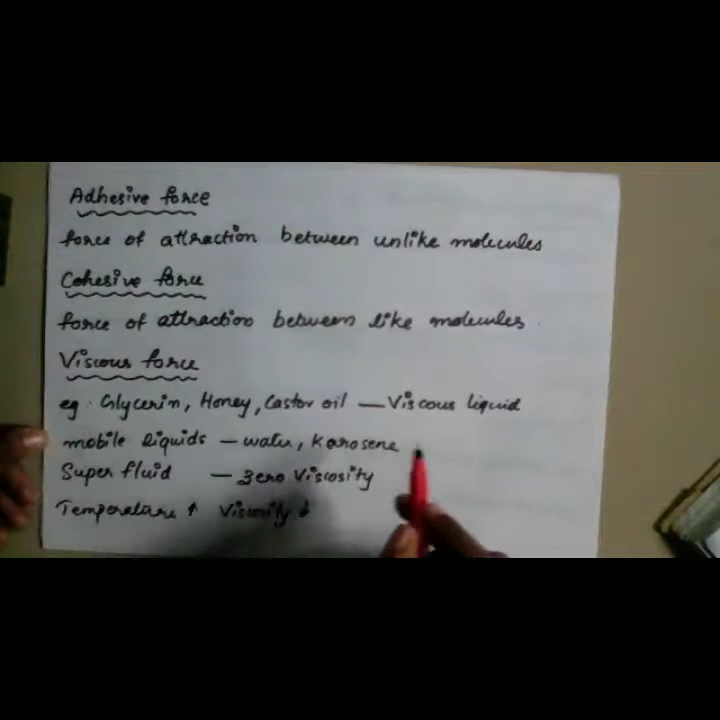 Adhesive force
force of attraction between unlike molecules
Cohesive force
force of attraction between like molecules
Viscous force
eg. Glycerin, Honey, Castor oil — Viscous liquid
mobile liquids — water, Karosene
Super fluid — zero Viscosity
Temperature ↑ Viscosity ↓